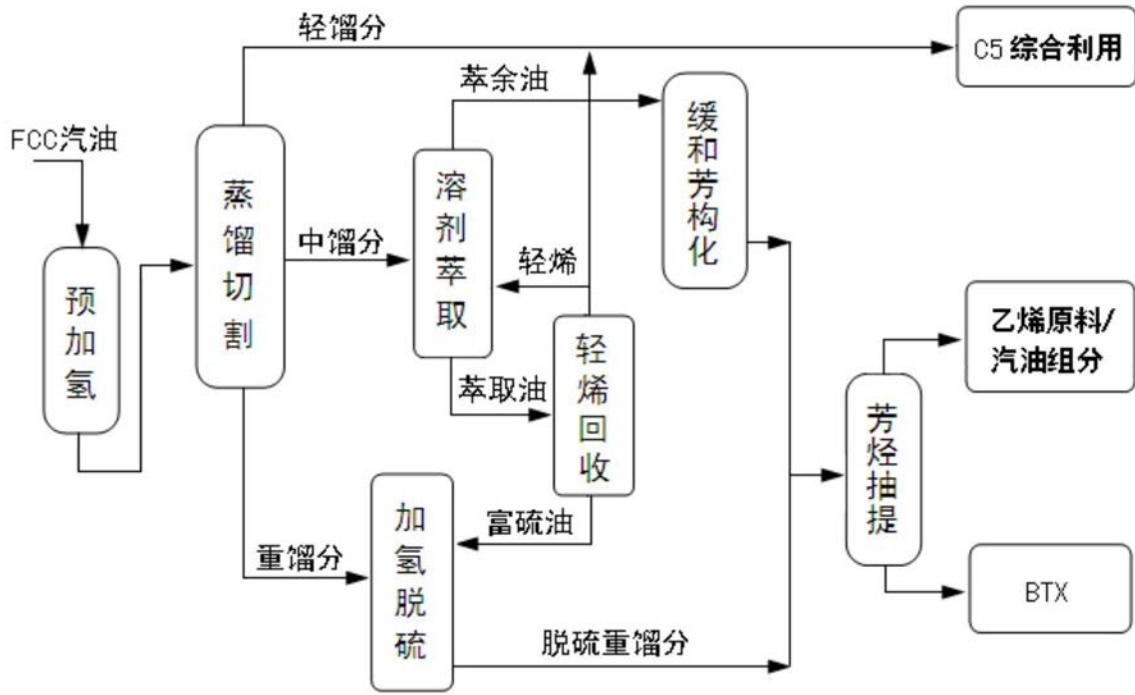 轻馏分
C5 综合利用
萃余油
FCC汽油
预加氢
蒸馏切割
中馏分
溶剂萃取
缓和芳构化
轻烯
萃取油
轻烯回收
富硫油
重馏分
加氢脱硫
脱硫重馏分
芳烃抽提
乙烯原料/
汽油组分
BTX